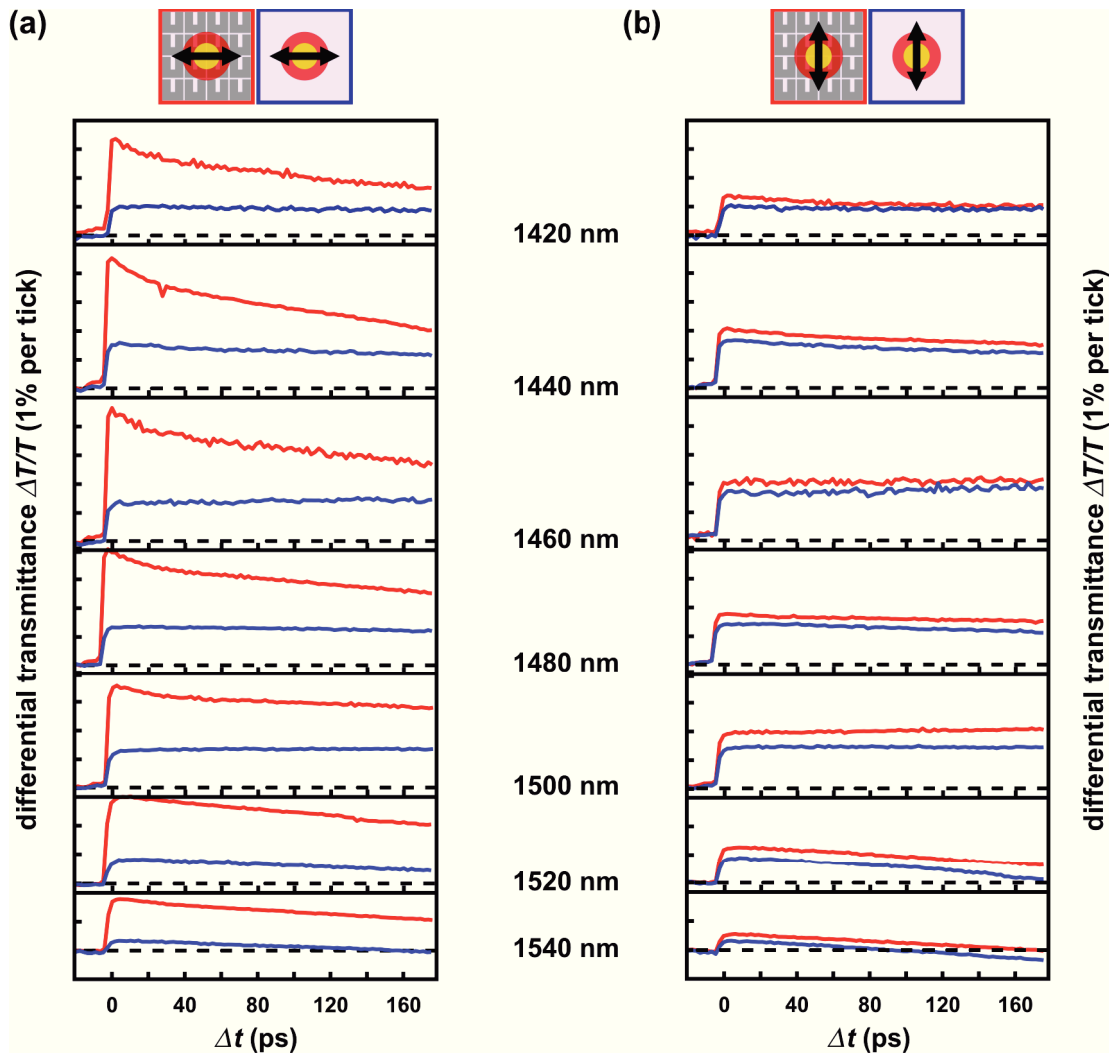 (a)
(b)
differential transmittance ΔT/T (1% per tick)
1420 nm
1440 nm
1460 nm
1480 nm
1500 nm
1520 nm
1540 nm
differential transmittance ΔT/T (1% per tick)
0 40 80 120 160
0 40 80 120 160
Δt (ps)
Δt (ps)